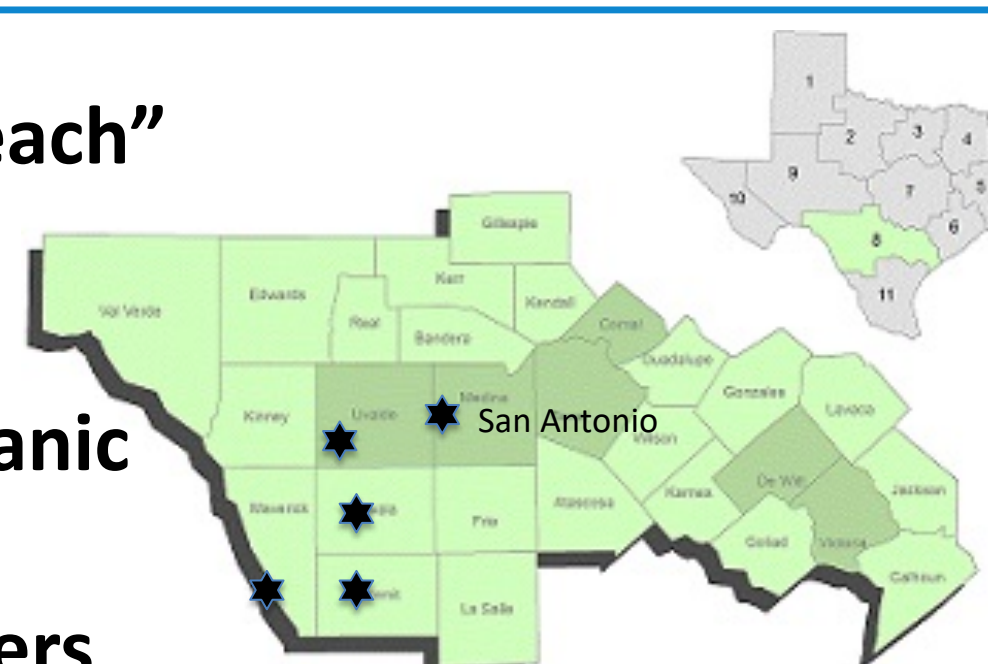 each”
anic
ers
1
2
3
4
5
6
7
8
9
10
11
Gillespie
Val Verde
Edwards
Kerr
Real
Kendall
Bandera
Comal
Guadalupe
Gonzales
Lavaca
Kinney
Uvalde
Medina
San Antonio
Wilson
De Witt
Jackson
Maverick
Frio
Atascosa
Karnes
Goliad
Victoria
Calhoun
La Salle